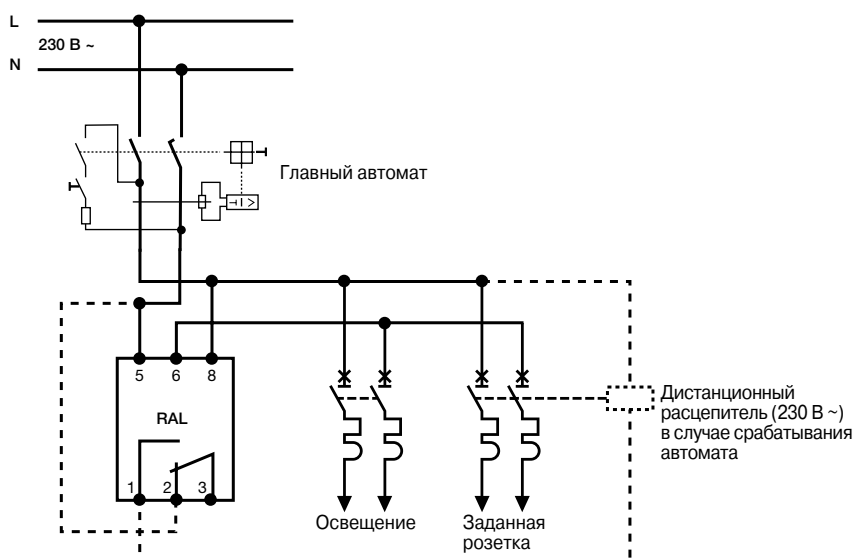 L
230 В ~
N
Главный автомат
5 6 8
RAL
1 2 3
Дистанционный
расцепитель (230 В ~)
в случае срабатывания
автомата
Освещение
Заданная
розетка